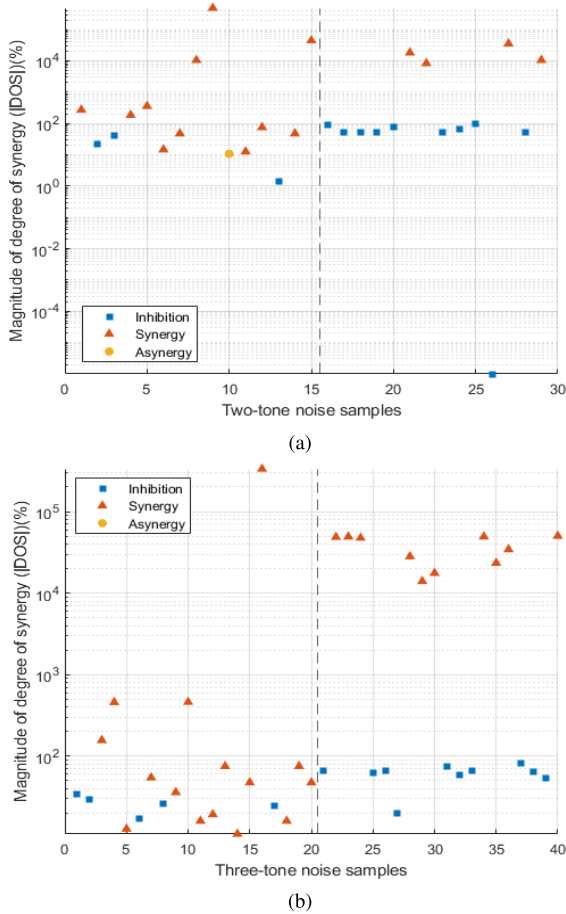 Magnitude of degree of synergy (|DOS|)(%)
10^4
10^2
10^0
10^-2
10^-4
Inhibition
Synergy
Asynergy
0 5 10 15 20 25 30
Two-tone noise samples
(a)
Magnitude of degree of synergy (|DOS|)(%)
10^5
10^4
10^3
10^2
Inhibition
Synergy
Asynergy
0 5 10 15 20 25 30 35 40
Three-tone noise samples
(b)